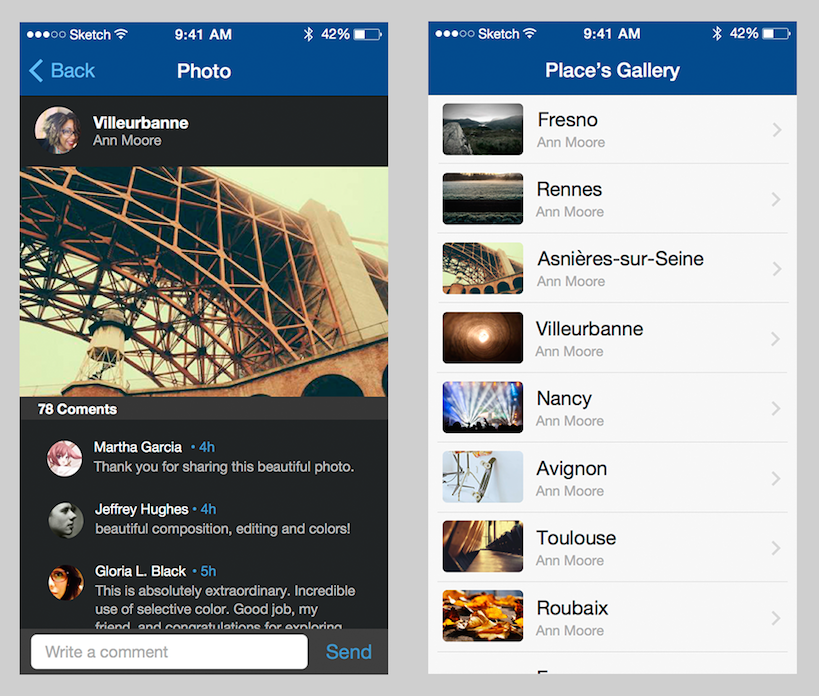 Sketch 9:41 AM 42%
Back Photo
Villeurbanne
Ann Moore
78 Coments
Martha Garcia • 4h
Thank you for sharing this beautiful photo.
Jeffrey Hughes • 4h
beautiful composition, editing and colors!
Gloria L. Black • 5h
This is absolutely extraordinary. Incredible
use of selective color. Good job, my
friend, and congratulations for exploring
Write a comment Send
Sketch 9:41 AM 42%
Place's Gallery
Fresno
Ann Moore
Rennes
Ann Moore
Asnières-sur-Seine
Ann Moore
Villeurbanne
Ann Moore
Nancy
Ann Moore
Avignon
Ann Moore
Toulouse
Ann Moore
Roubaix
Ann Moore